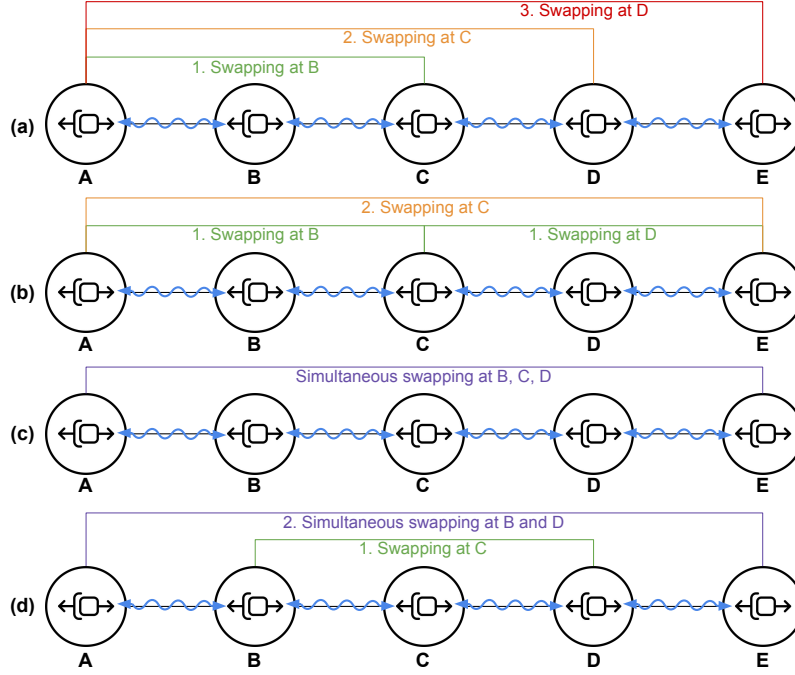 3. Swapping at D
2. Swapping at C
1. Swapping at B
(a)
A B C D E
2. Swapping at C
1. Swapping at B 1. Swapping at D
(b)
A B C D E
Simultaneous swapping at B, C, D
(c)
A B C D E
2. Simultaneous swapping at B and D
1. Swapping at C
(d)
A B C D E